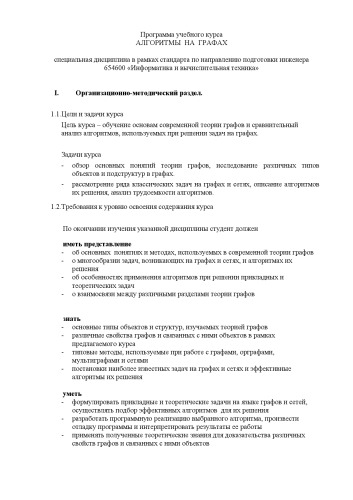 Программа учебного курса
АЛГОРИТМЫ НА ГРАФАХ
специальная дисциплина в рамках стандарта по направлению подготовки инженера
654600 «Информатика и вычислительная техника»
I. Организационно-методический раздел.
1.1.Цели и задачи курса
Цель курса – обучение основам современной теории графов и сравнительный
анализ алгоритмов, используемых при решении задач на графах.
Задачи курса
- обзор основных понятий теории графов, исследование различных типов
объектов и подструктур в графах.
- рассмотрение ряда классических задач на графах и сетях, описание алгоритмов
их решения, анализ трудоемкости алгоритмов.
1.2.Требования к уровню освоения содержания курса
По окончании изучения указанной дисциплины студент должен
иметь представление
- об основных понятиях и методах, используемых в современной теории графов
- о многообразии задач, возникающих на графах и сетях, и алгоритмах их
решения
- об особенностях применения алгоритмов при решении прикладных и
теоретических задач
- о взаимосвязи между различными разделами теории графов
знать
- основные типы объектов и структур, изучаемых теорией графов
- различные свойства графов и связанных с ними объектов в рамках
предлагаемого курса
- типовые методы, используемые при работе с графами, орграфами,
мультиграфами и сетями
- постановки наиболее известных задач на графах и сетях и эффективные
алгоритмы их решения
уметь
- формулировать прикладные и теоретические задачи на языке графов и сетей,
осуществлять подбор эффективных алгоритмов для их решения
- разработать программную реализацию выбранного алгоритма, произвести
отладку программы и интерпретировать результаты ее работы
- применять полученные теоретические знания для доказательства различных
свойств графов и связанных с ними объектов